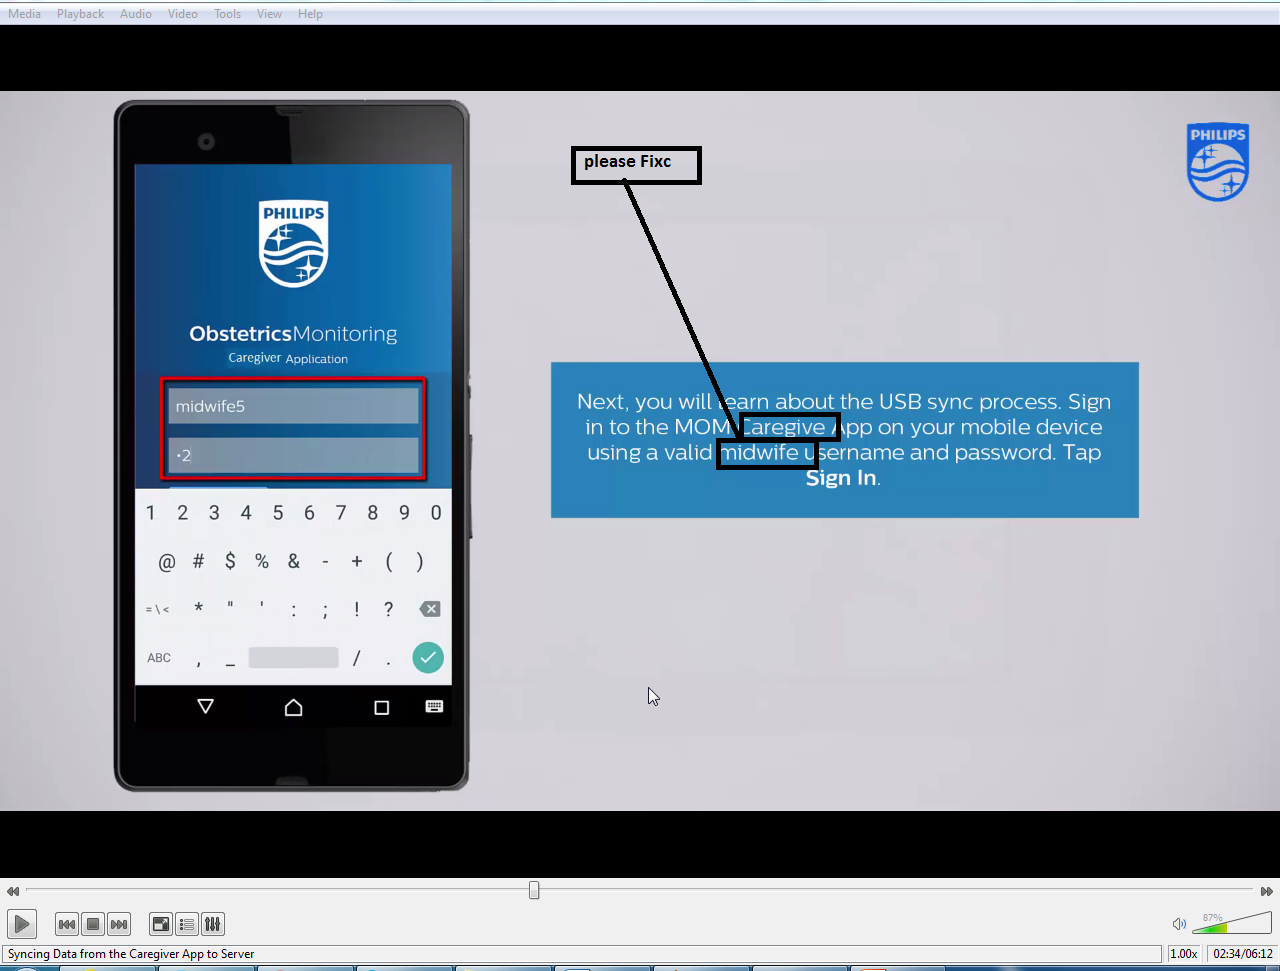 Media Playback Audio Video Tools View Help
PHILIPS
please Fixc
PHILIPS
ObstetricsMonitoring
Caregiver Application
midwife5
•2
Next, you will learn about the USB sync process. Sign
in to the MOM Caregive App on your mobile device
using a valid midwife username and password. Tap
Sign In.
1 2 3 4 5 6 7 8 9 0
@ # $ % & - + ( )
=\< * " ' : ; ! ?
ABC , _ / .
87%
Syncing Data from the Caregiver App to Server 1.00x 02:34/06:12